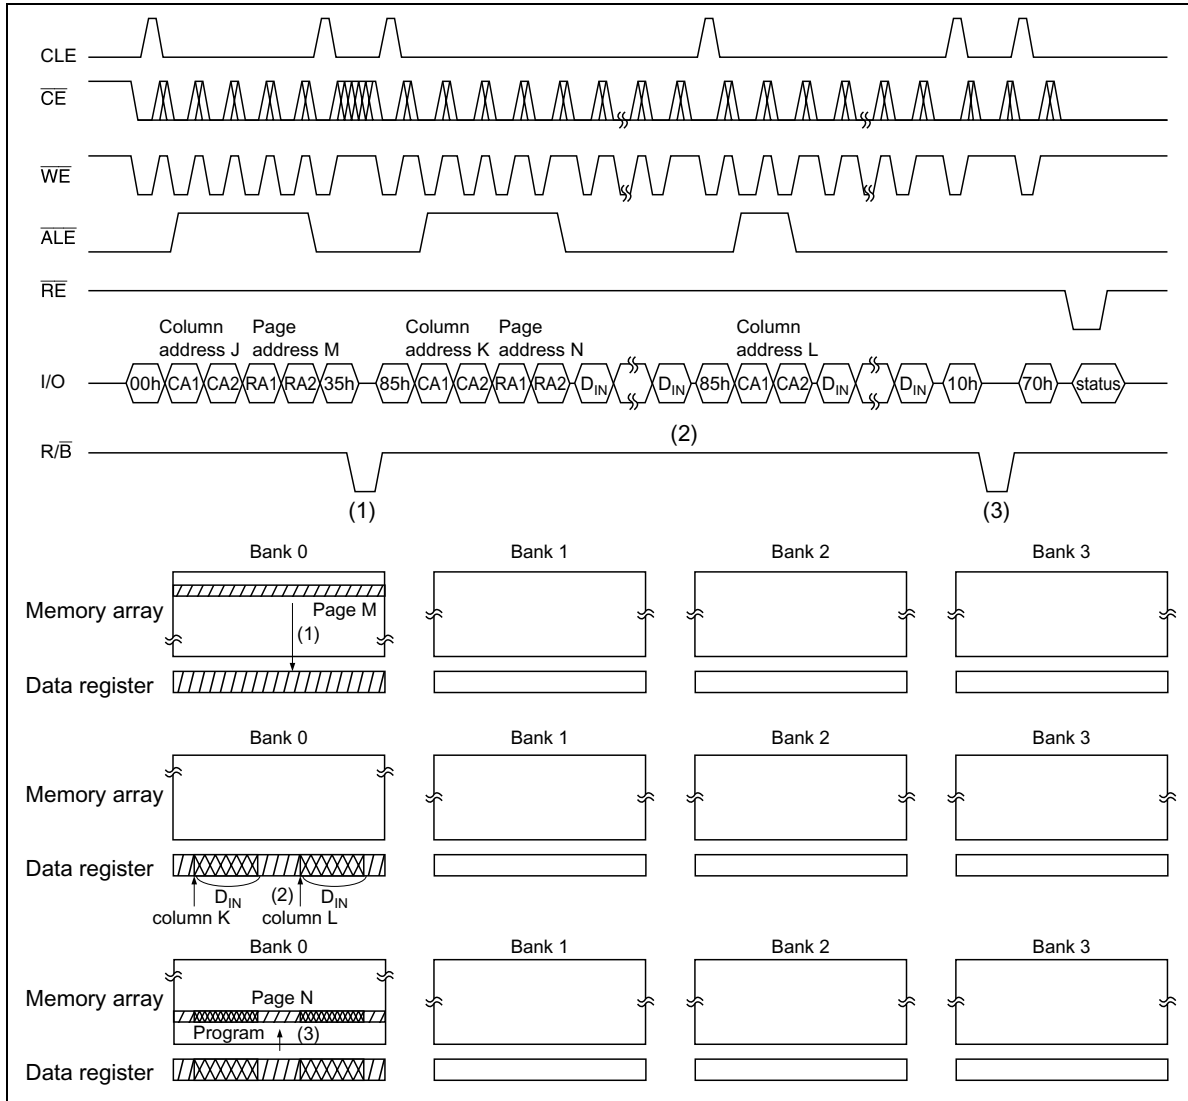 CLE
C̅E̅
W̅E̅
A̅L̅E̅
R̅E̅
Column address J
Page address M
Column address K
Page address N
Column address L
I/O 00h CA1 CA2 RA1 RA2 35h 85h CA1 CA2 RA1 RA2 DIN DIN 85h CA1 CA2 DIN DIN 10h 70h status
(2)
R/B̅
(1) (3)
Bank 0 Bank 1 Bank 2 Bank 3
Memory array
Page M
(1)
Data register
Bank 0 Bank 1 Bank 2 Bank 3
Memory array
Data register
DIN (2) DIN
column K column L
Bank 0 Bank 1 Bank 2 Bank 3
Memory array
Page N
Program (3)
Data register